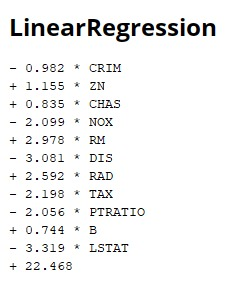 LinearRegression
- 0.982 * CRIM
+ 1.155 * ZN
+ 0.835 * CHAS
- 2.099 * NOX
+ 2.978 * RM
- 3.081 * DIS
+ 2.592 * RAD
- 2.198 * TAX
- 2.056 * PTRATIO
+ 0.744 * B
- 3.319 * LSTAT
+ 22.468